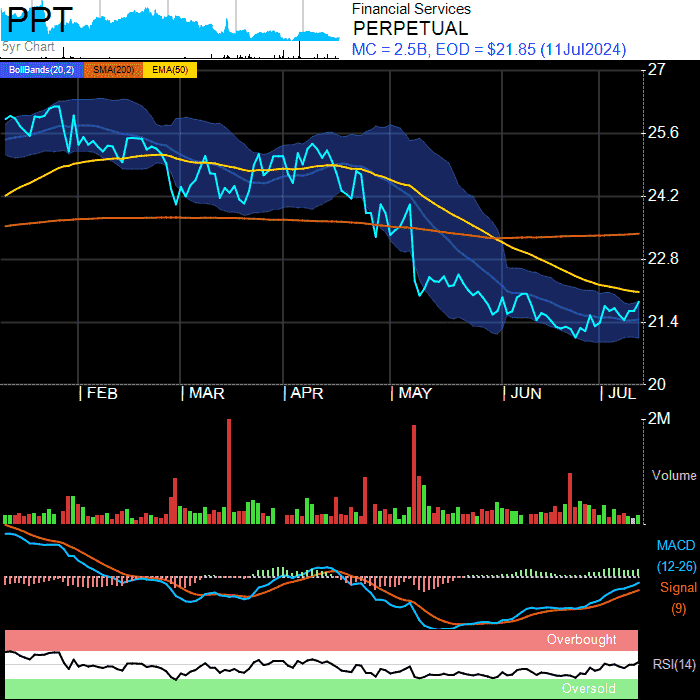 PPT
5yr Chart
Financial Services
PERPETUAL
MC = 2.5B, EOD = $21.85 (11Jul2024)
BollBands(20,2) SMA(200) EMA(50)
27
25.6
24.2
22.8
21.4
20
FEB MAR APR MAY JUN JUL
2M
Volume
MACD
(12-26)
Signal
(9)
Overbought
RSI(14)
Oversold